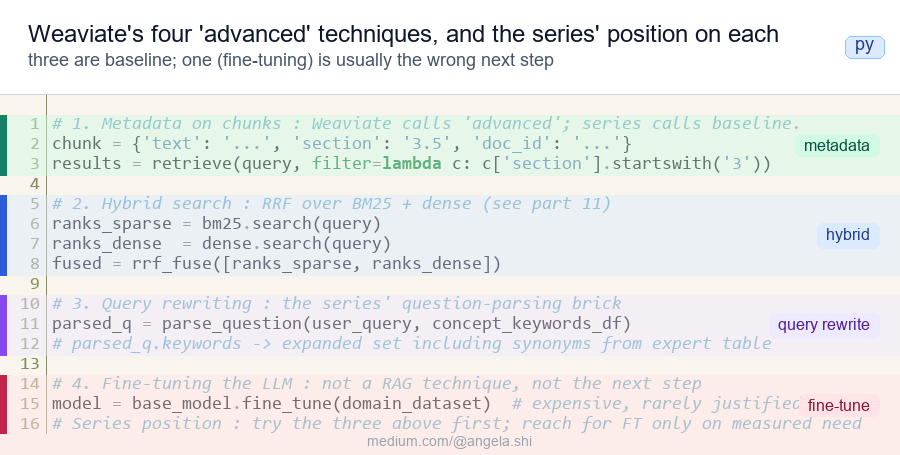 Weaviate's four 'advanced' techniques, and the series' position on each
three are baseline; one (fine-tuning) is usually the wrong next step
py
1 # 1. Metadata on chunks : Weaviate calls 'advanced'; series calls baseline.
2 chunk = {'text': '...', 'section': '3.5', 'doc_id': '...'}
metadata
3 results = retrieve(query, filter=lambda c: c['section'].startswith('3'))
4
5 # 2. Hybrid search : RRF over BM25 + dense (see part 11)
6 ranks_sparse = bm25.search(query)
hybrid
7 ranks_dense  = dense.search(query)
8 fused = rrf_fuse([ranks_sparse, ranks_dense])
9
10 # 3. Query rewriting : the series' question-parsing brick
11 parsed_q = parse_question(user_query, concept_keywords_df)
query rewrite
12 # parsed_q.keywords -> expanded set including synonyms from expert table
13
14 # 4. Fine-tuning the LLM : not a RAG technique, not the next step
15 model = base_model.fine_tune(domain_dataset)  # expensive, rarely justified
fine-tune
16 # Series position : try the three above first; reach for FT only on measured need
medium.com/@angela.shi